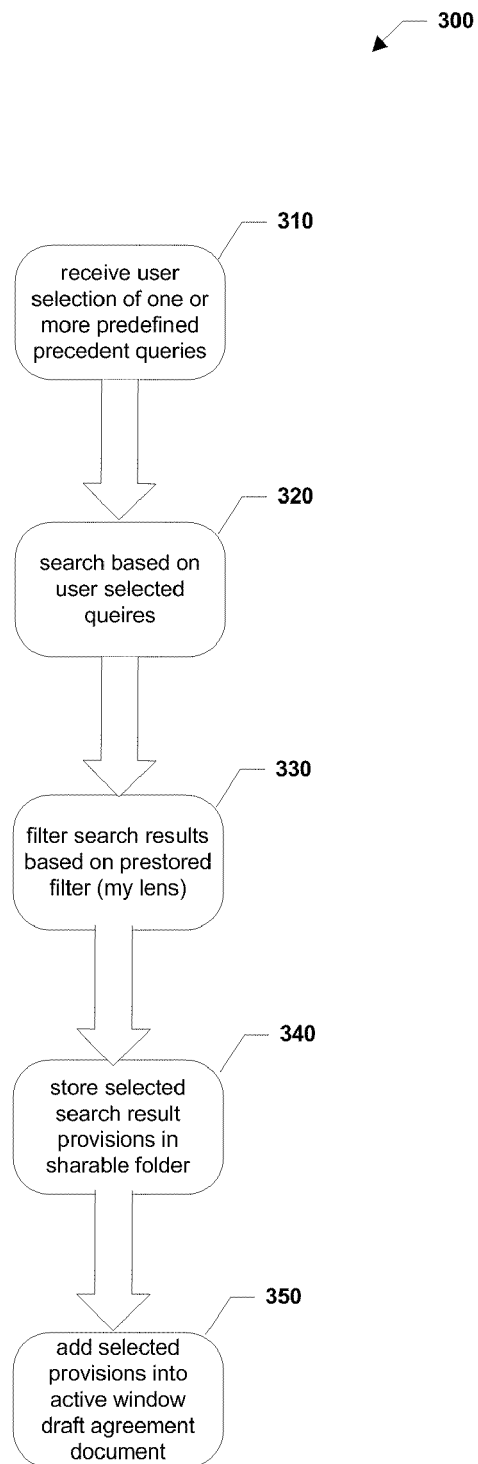 300
310
receive user
selection of one or
more predefined
precedent queries
320
search based on
user selected
queires
330
filter search results
based on prestored
filter (my lens)
340
store selected
search result
provisions in
sharable folder
350
add selected
provisions into
active window
draft agreement
document